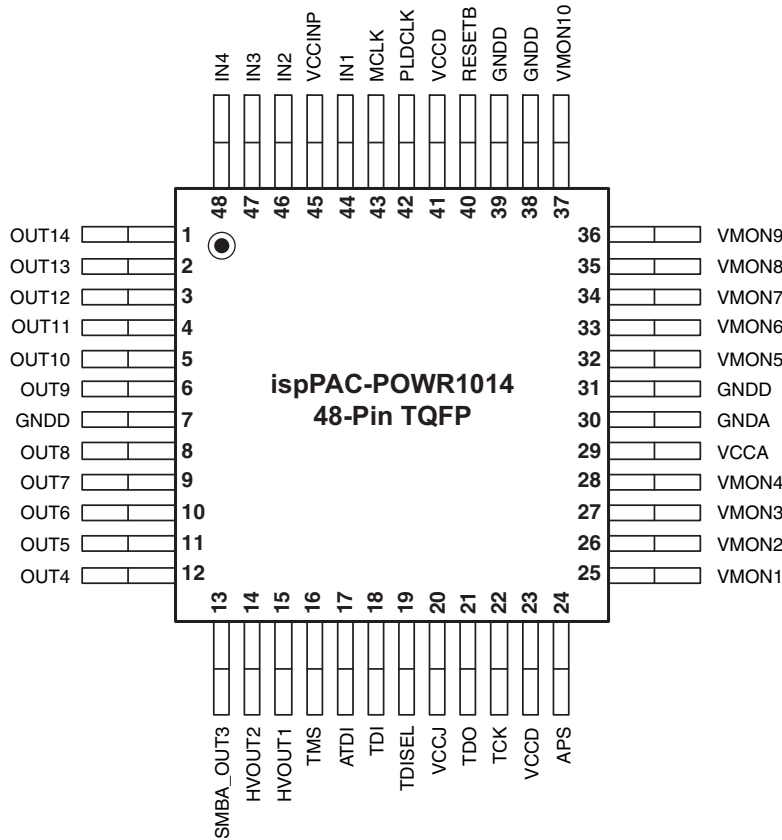 IN4
IN3
IN2
VCCINP
IN1
MCLK
PLDCLK
VCCD
RESETB
GNDD
GNDD
VMON10
48
47
46
45
44
43
42
41
40
39
38
37
OUT14 1
OUT13 2
OUT12 3
OUT11 4
OUT10 5
OUT9 6
GNDD 7
OUT8 8
OUT7 9
OUT6 10
OUT5 11
OUT4 12
ispPAC-POWR1014
48-Pin TQFP
36 VMON9
35 VMON8
34 VMON7
33 VMON6
32 VMON5
31 GNDD
30 GNDA
29 VCCA
28 VMON4
27 VMON3
26 VMON2
25 VMON1
13
14
15
16
17
18
19
20
21
22
23
24
SMBA_OUT3
HVOUT2
HVOUT1
TMS
ATDI
TDI
TDISEL
VCCJ
TDO
TCK
VCCD
APS